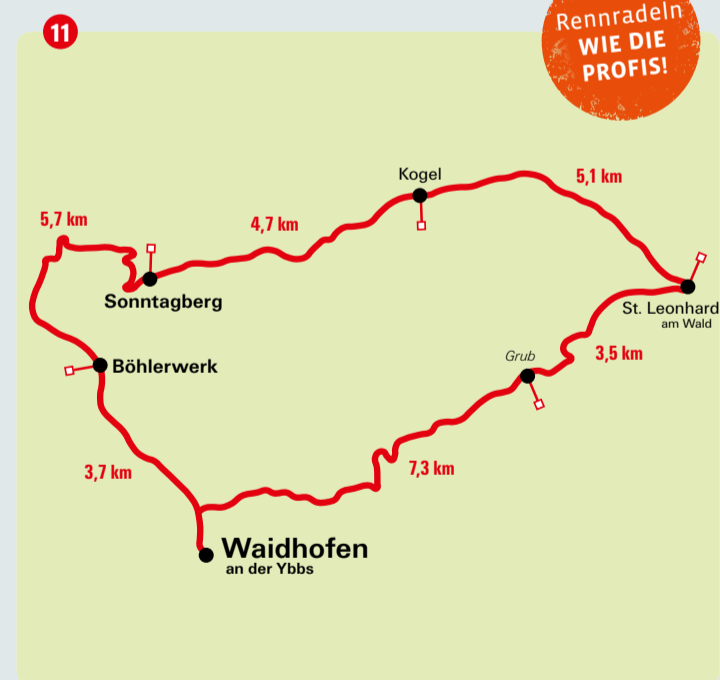 11
Rennradeln
WIE DIE
PROFIS!
Kogel
5,1 km
5,7 km
4,7 km
Sonntagberg
St. Leonhard
am Wald
Grub
3,5 km
Böhlerwerk
3,7 km
7,3 km
Waidhofen
an der Ybbs